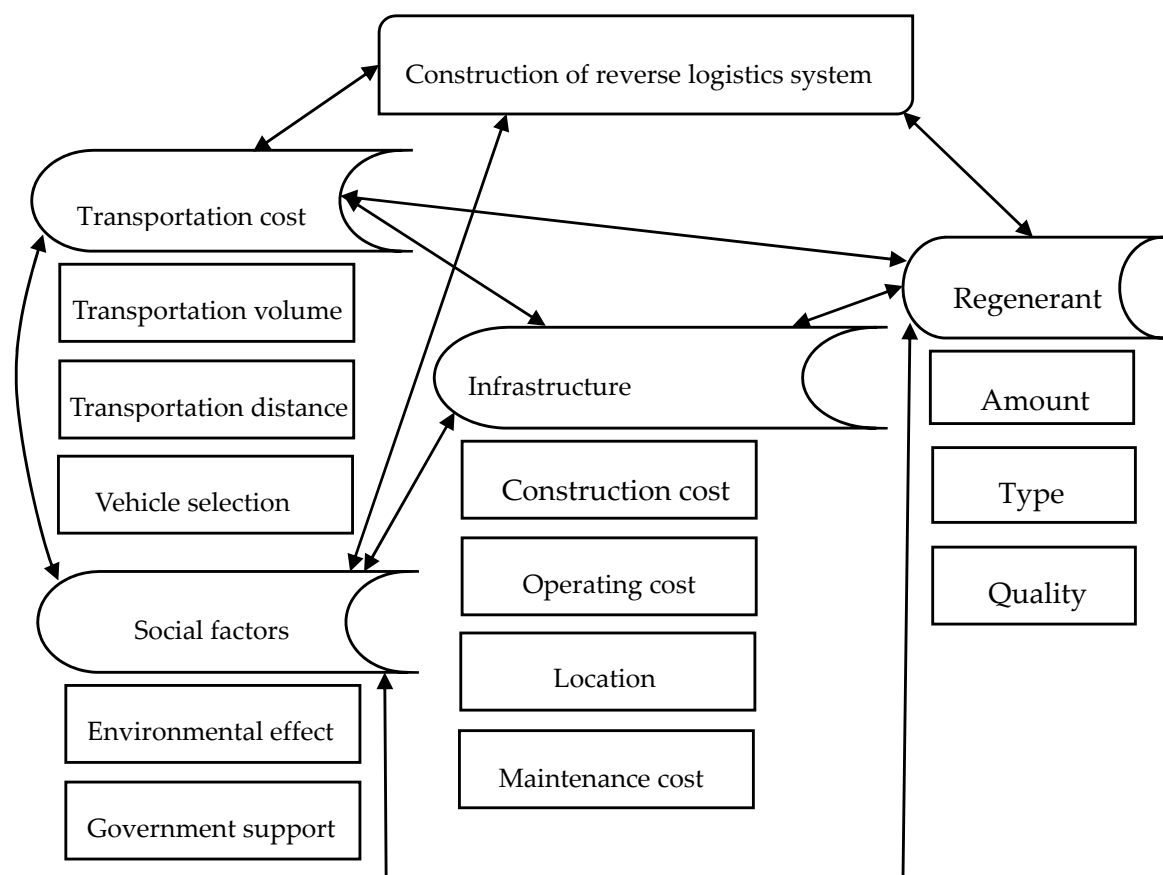 Construction of reverse logistics system
Transportation cost
Transportation volume
Transportation distance
Vehicle selection
Social factors
Environmental effect
Government support
Infrastructure
Construction cost
Operating cost
Location
Maintenance cost
Regenerant
Amount
Type
Quality